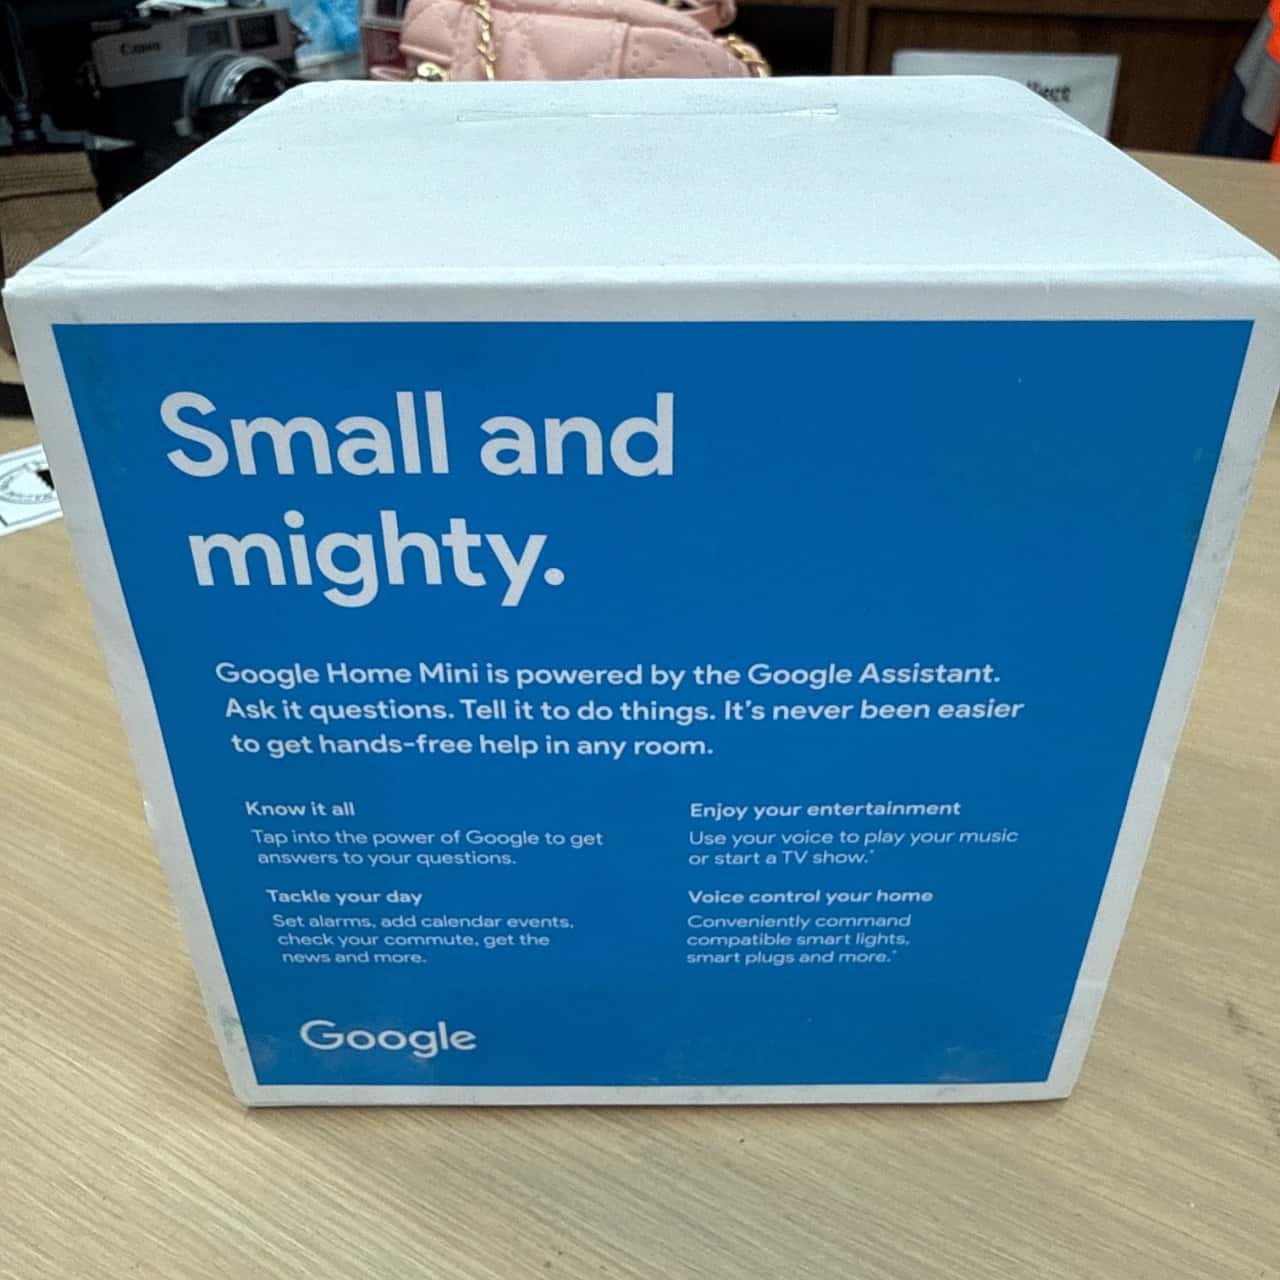 Canon
Small and
mighty.
Google Home Mini is powered by the Google Assistant.
Ask it questions. Tell it to do things. It's never been easier
to get hands-free help in any room.
Know it all
Tap into the power of Google to get
answers to your questions.
Tackle your day
Set alarms, add calendar events,
check your commute, get the
news and more.
Enjoy your entertainment
Use your voice to play your music
or start a TV show.*
Voice control your home
Conveniently command
compatible smart lights,
smart plugs and more.*
Google